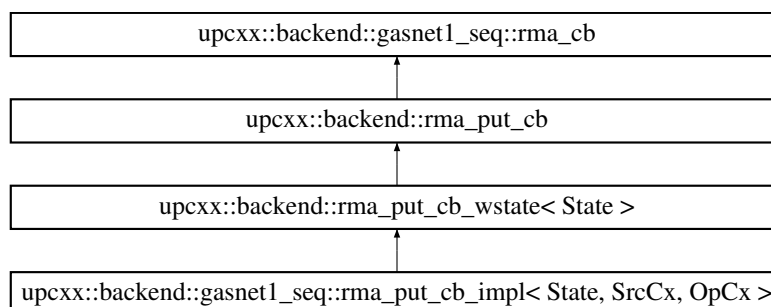 upcxx::backend::gasnet1_seq::rma_cb
upcxx::backend::rma_put_cb
upcxx::backend::rma_put_cb_wstate< State >
upcxx::backend::gasnet1_seq::rma_put_cb_impl< State, SrcCx, OpCx >